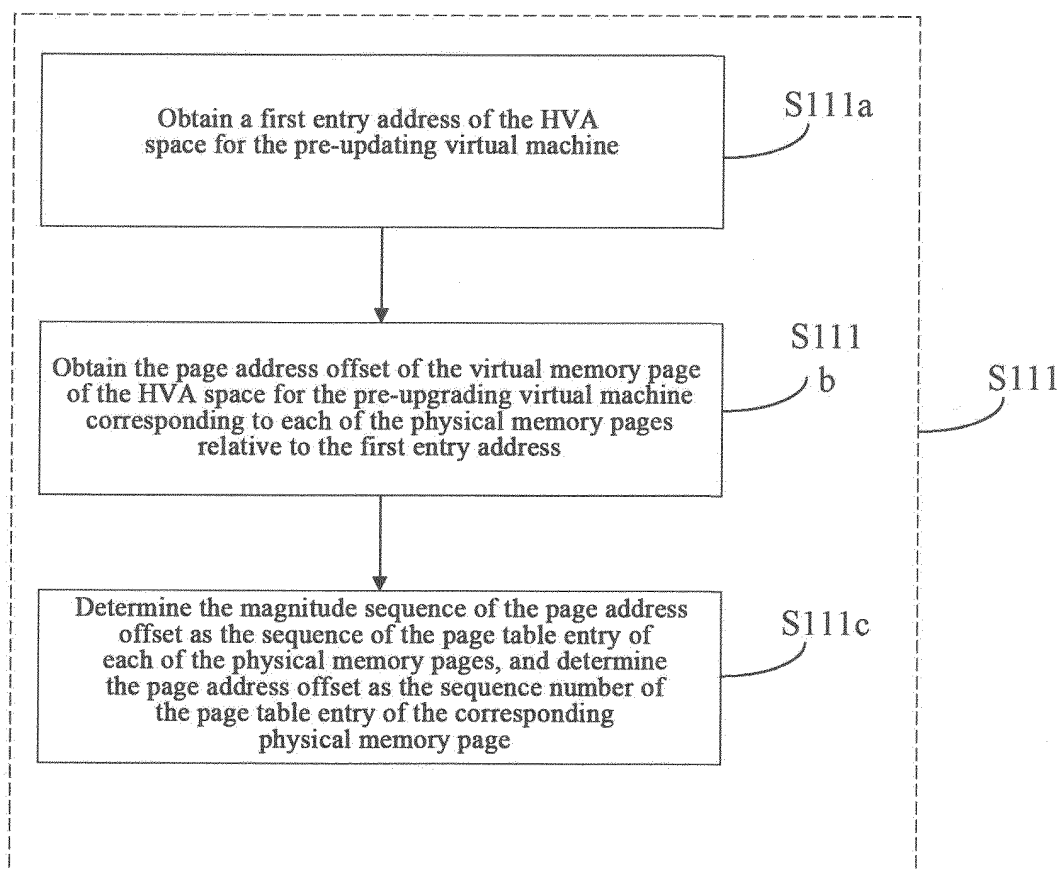 Obtain a first entry address of the HVA
space for the pre-updating virtual machine
S111a
Obtain the page address offset of the virtual memory page
of the HVA space for the pre-upgrading virtual machine
corresponding to each of the physical memory pages
relative to the first entry address
S111
b
S111
Determine the magnitude sequence of the page address
offset as the sequence of the page table entry of
each of the physical memory pages, and determine
the page address offset as the sequence number of
the page table entry of the corresponding
physical memory page
S111c